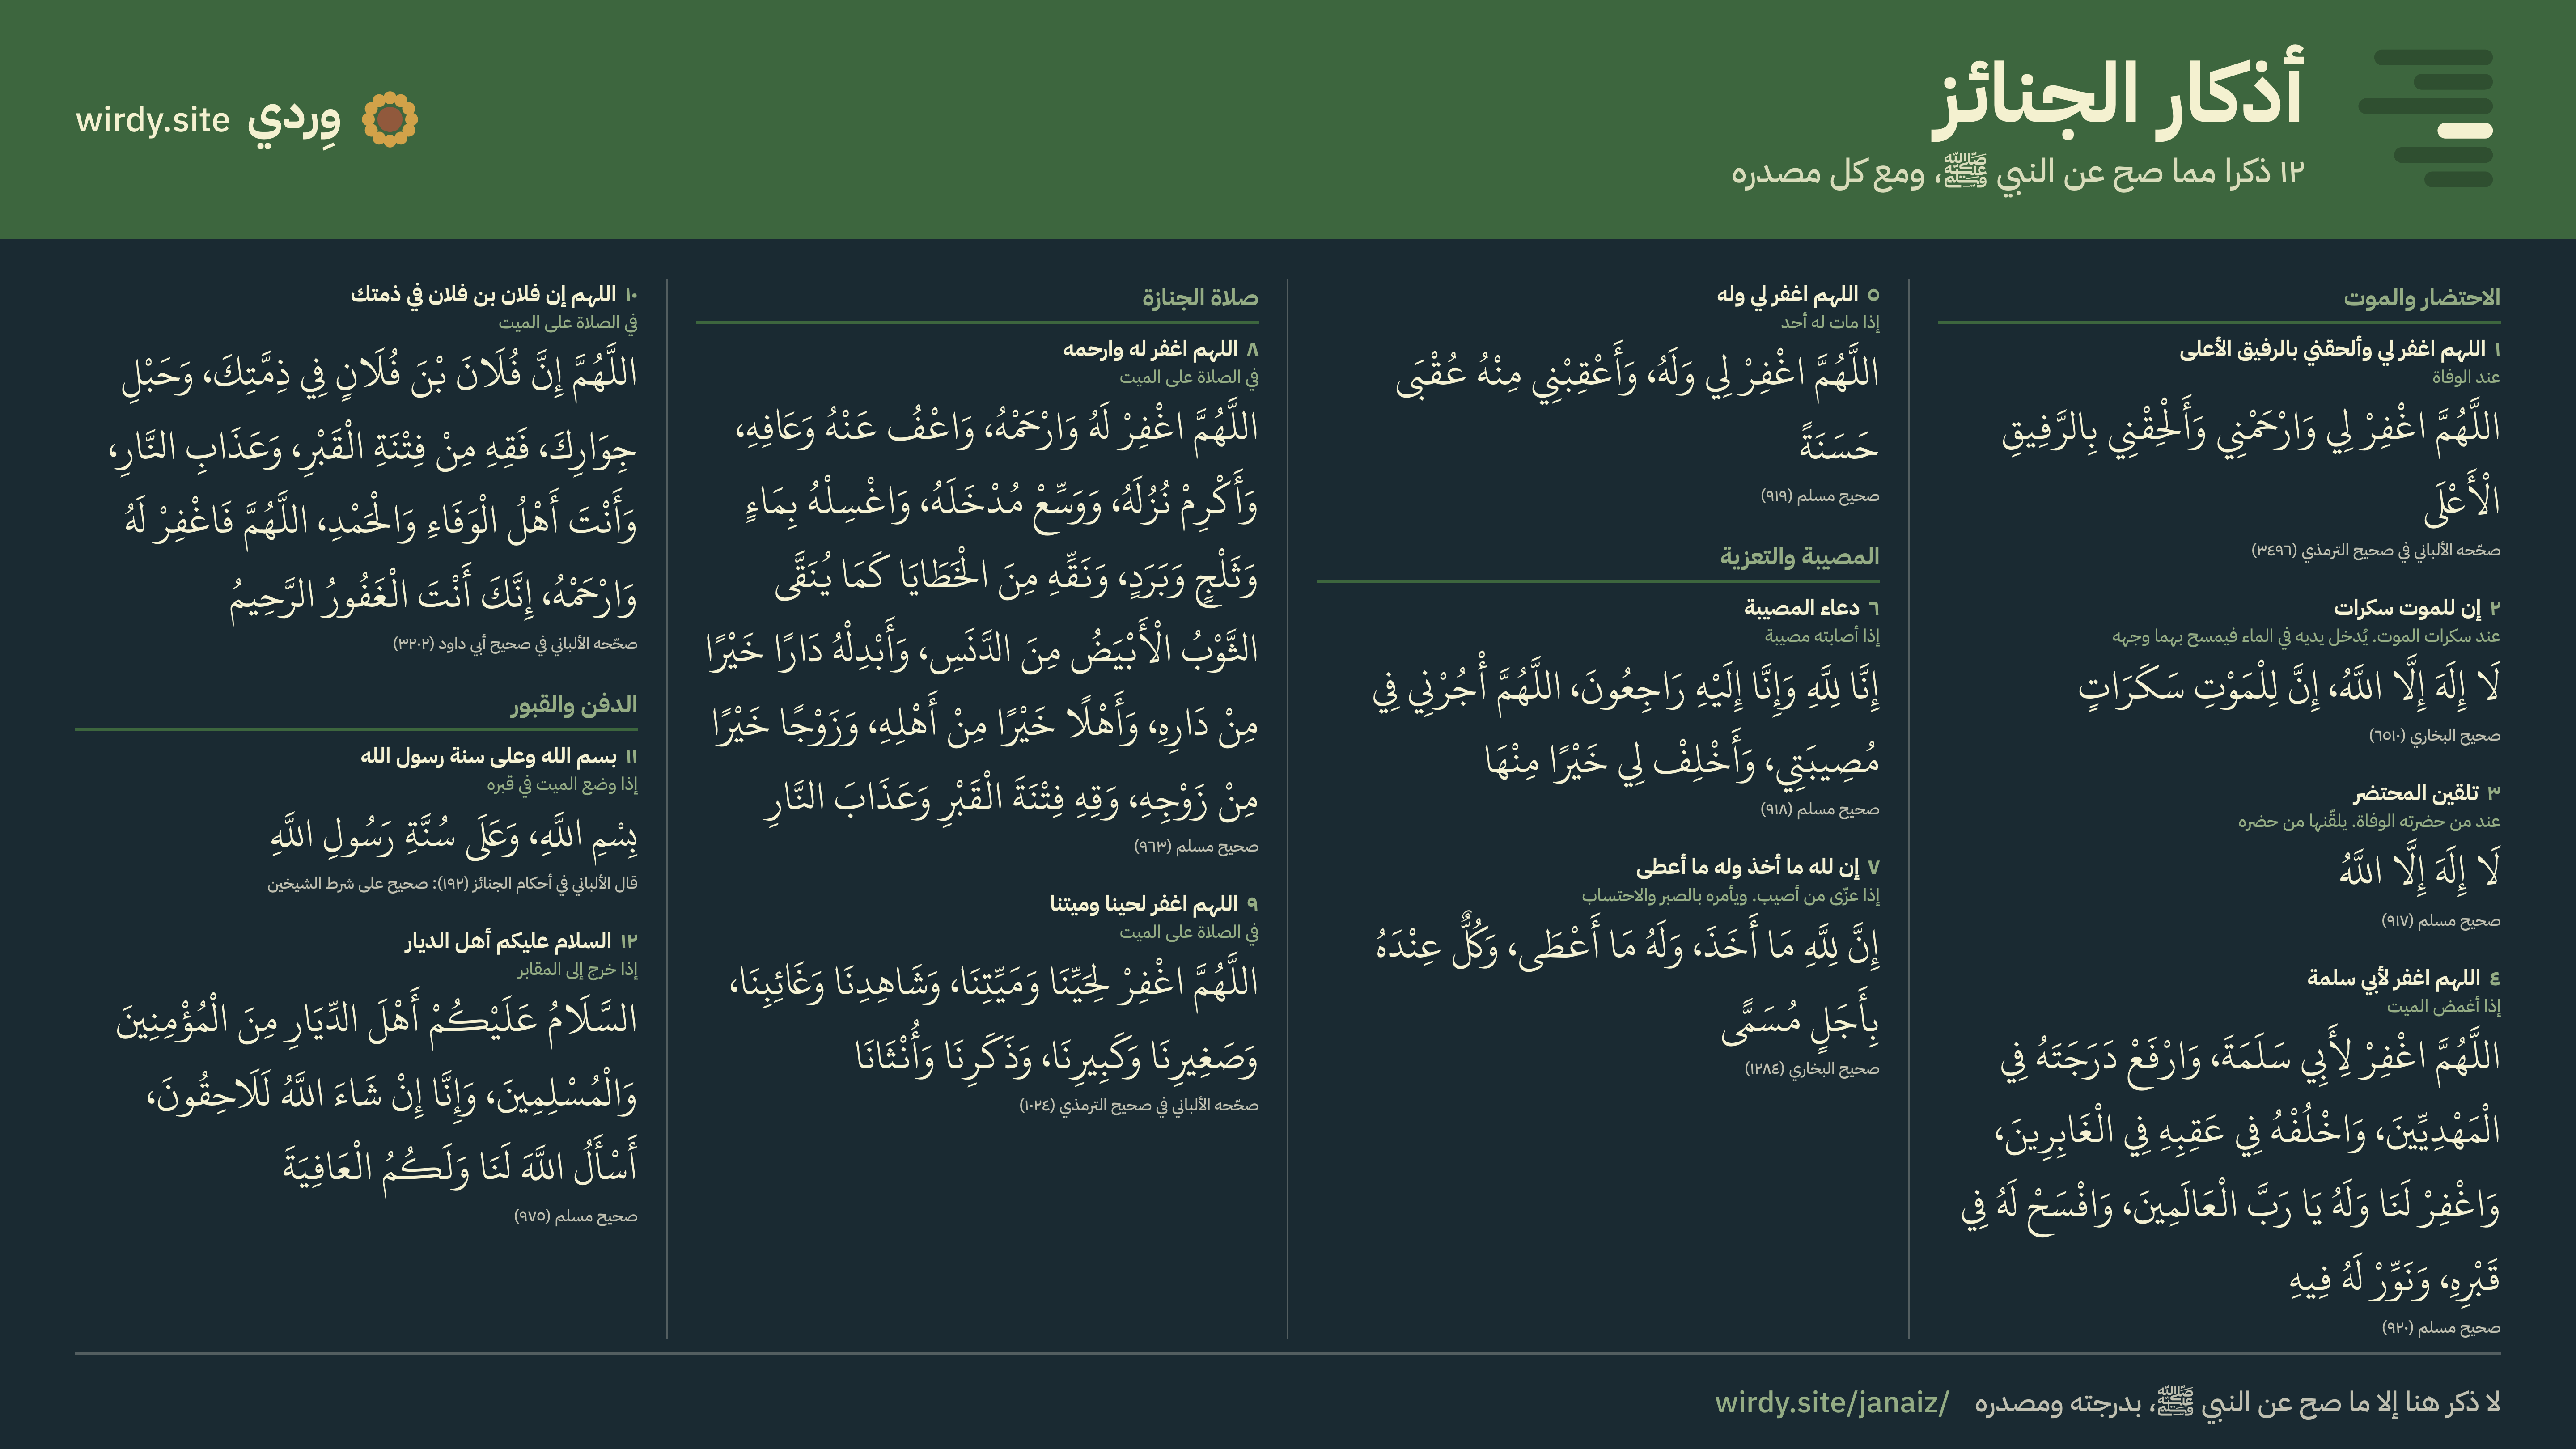 أذكار الجنائز
١٢ ذكرا مما صح عن النبي ﷺ، ومع كل مصدره
وِردي wirdy.site
الاحتضار والموت
١ اللهم اغفر لي وألحقني بالرفيق الأعلى
عند الوفاة
اللَّهُمَّ اغْفِرْ لِي وَارْحَمْنِي وَأَلْحِقْنِي بِالرَّفِيقِ
الْأَعْلَى
صحّحه الألباني في صحيح الترمذي (٣٤٩٦)
٢ إن للموت سكرات
عند سكرات الموت. يُدخل يديه في الماء فيمسح بهما وجهه
لَا إِلَهَ إِلَّا اللَّهُ، إِنَّ لِلْمَوْتِ سَكَرَاتٍ
صحيح البخاري (٦٥١٠)
٣ تلقين المحتضر
عند من حضرته الوفاة. يلقّنها من حضره
لَا إِلَهَ إِلَّا اللَّهُ
صحيح مسلم (٩١٧)
٤ اللهم اغفر لأبي سلمة
إذا أغمض الميت
اللَّهُمَّ اغْفِرْ لِأَبِي سَلَمَةَ، وَارْفَعْ دَرَجَتَهُ فِي
الْمَهْدِيِّينَ، وَاخْلُفْهُ فِي عَقِبِهِ فِي الْغَابِرِينَ،
وَاغْفِرْ لَنَا وَلَهُ يَا رَبَّ الْعَالَمِينَ، وَافْسَحْ لَهُ فِي
قَبْرِهِ، وَنَوِّرْ لَهُ فِيهِ
صحيح مسلم (٩٢٠)
٥ اللهم اغفر لي وله
إذا مات له أحد
اللَّهُمَّ اغْفِرْ لِي وَلَهُ، وَأَعْقِبْنِي مِنْهُ عُقْبَى
حَسَنَةً
صحيح مسلم (٩١٩)
المصيبة والتعزية
٦ دعاء المصيبة
إذا أصابته مصيبة
إِنَّا لِلَّهِ وَإِنَّا إِلَيْهِ رَاجِعُونَ، اللَّهُمَّ أْجُرْنِي فِي
مُصِيبَتِي، وَأَخْلِفْ لِي خَيْرًا مِنْهَا
صحيح مسلم (٩١٨)
٧ إن لله ما أخذ وله ما أعطى
إذا عزّى من أصيب. ويأمره بالصبر والاحتساب
إِنَّ لِلَّهِ مَا أَخَذَ، وَلَهُ مَا أَعْطَى، وَكُلٌّ عِنْدَهُ
بِأَجَلٍ مُسَمًّى
صحيح البخاري (١٢٨٤)
صلاة الجنازة
٨ اللهم اغفر له وارحمه
في الصلاة على الميت
اللَّهُمَّ اغْفِرْ لَهُ وَارْحَمْهُ، وَاعْفُ عَنْهُ وَعَافِهِ،
وَأَكْرِمْ نُزُلَهُ، وَوَسِّعْ مُدْخَلَهُ، وَاغْسِلْهُ بِمَاءٍ
وَثَلْجٍ وَبَرَدٍ، وَنَقِّهِ مِنَ الْخَطَايَا كَمَا يُنَقَّى
الثَّوْبُ الْأَبْيَضُ مِنَ الدَّنَسِ، وَأَبْدِلْهُ دَارًا خَيْرًا
مِنْ دَارِهِ، وَأَهْلًا خَيْرًا مِنْ أَهْلِهِ، وَزَوْجًا خَيْرًا
مِنْ زَوْجِهِ، وَقِهِ فِتْنَةَ الْقَبْرِ وَعَذَابَ النَّارِ
صحيح مسلم (٩٦٣)
٩ اللهم اغفر لحينا وميتنا
في الصلاة على الميت
اللَّهُمَّ اغْفِرْ لِحَيِّنَا وَمَيِّتِنَا، وَشَاهِدِنَا وَغَائِبِنَا،
وَصَغِيرِنَا وَكَبِيرِنَا، وَذَكَرِنَا وَأُنْثَانَا
صحّحه الألباني في صحيح الترمذي (١٠٢٤)
١٠ اللهم إن فلان بن فلان في ذمتك
في الصلاة على الميت
اللَّهُمَّ إِنَّ فُلَانَ بْنَ فُلَانٍ فِي ذِمَّتِكَ، وَحَبْلِ
جِوَارِكَ، فَقِهِ مِنْ فِتْنَةِ الْقَبْرِ، وَعَذَابِ النَّارِ،
وَأَنْتَ أَهْلُ الْوَفَاءِ وَالْحَمْدِ، اللَّهُمَّ فَاغْفِرْ لَهُ
وَارْحَمْهُ، إِنَّكَ أَنْتَ الْغَفُورُ الرَّحِيمُ
صحّحه الألباني في صحيح أبي داود (٣٢٠٢)
الدفن والقبور
١١ بسم الله وعلى سنة رسول الله
إذا وضع الميت في قبره
بِسْمِ اللَّهِ، وَعَلَى سُنَّةِ رَسُولِ اللَّهِ
قال الألباني في أحكام الجنائز (١٩٢): صحيح على شرط الشيخين
١٢ السلام عليكم أهل الديار
إذا خرج إلى المقابر
السَّلَامُ عَلَيْكُمْ أَهْلَ الدِّيَارِ مِنَ الْمُؤْمِنِينَ
وَالْمُسْلِمِينَ، وَإِنَّا إِنْ شَاءَ اللَّهُ لَلَاحِقُونَ،
أَسْأَلُ اللَّهَ لَنَا وَلَكُمُ الْعَافِيَةَ
صحيح مسلم (٩٧٥)
لا ذكر هنا إلا ما صح عن النبي ﷺ، بدرجته ومصدره wirdy.site/janaiz/